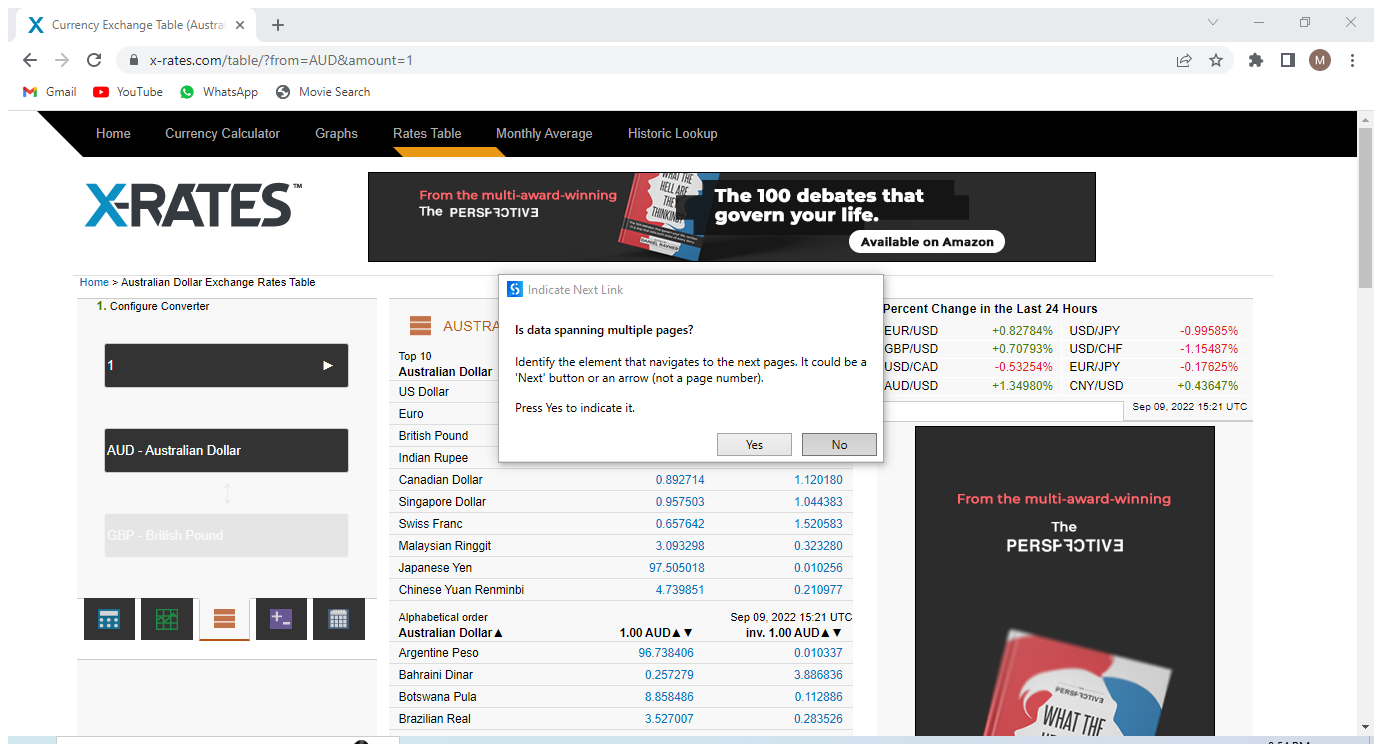 Currency Exchange Table (Austral
x-rates.com/table/?from=AUD&amount=1
M
Gmail
YouTube
WhatsApp
Movie Search
Home
Currency Calculator
Graphs
Rates Table
Monthly Average
Historic Lookup
X-RATES™
From the multi-award-winning
The PERSPECTIVE
WHAT THE
HELL ARE
THEY
THINKING?
The 100 debates that
govern your life.
Available on Amazon
Home > Australian Dollar Exchange Rates Table
1. Configure Converter
1
AUD - Australian Dollar
GBP - British Pound
AUSTRA
Top 10
Australian Dollar
US Dollar
Euro
British Pound
Indian Rupee
Canadian Dollar 0.892714 1.120180
Singapore Dollar 0.957503 1.044383
Swiss Franc 0.657642 1.520583
Malaysian Ringgit 3.093298 0.323280
Japanese Yen 97.505018 0.010256
Chinese Yuan Renminbi 4.739851 0.210977
Alphabetical order Sep 09, 2022 15:21 UTC
Australian Dollar▲ 1.00 AUD▲▼ inv. 1.00 AUD▲▼
Argentine Peso 96.738406 0.010337
Bahraini Dinar 0.257279 3.886836
Botswana Pula 8.858486 0.112886
Brazilian Real 3.527007 0.283526
Indicate Next Link
Is data spanning multiple pages?
Identify the element that navigates to the next pages. It could be a
'Next' button or an arrow (not a page number).
Press Yes to indicate it.
Yes
No
Percent Change in the Last 24 Hours
EUR/USD +0.82784% USD/JPY -0.99585%
GBP/USD +0.70793% USD/CHF -1.15487%
USD/CAD -0.53254% EUR/JPY -0.17625%
AUD/USD +1.34980% CNY/USD +0.43647%
Sep 09, 2022 15:21 UTC
From the multi-award-winning
The
PERSPECTIVE
PERSPECTIVE
WHAT THE